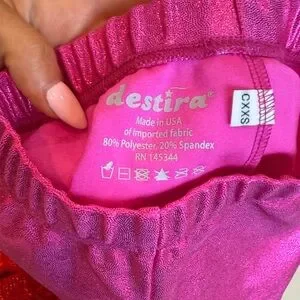 destira®
Made in USA
of imported fabric
80% Polyester, 20% Spandex
RN 145344
CXXS